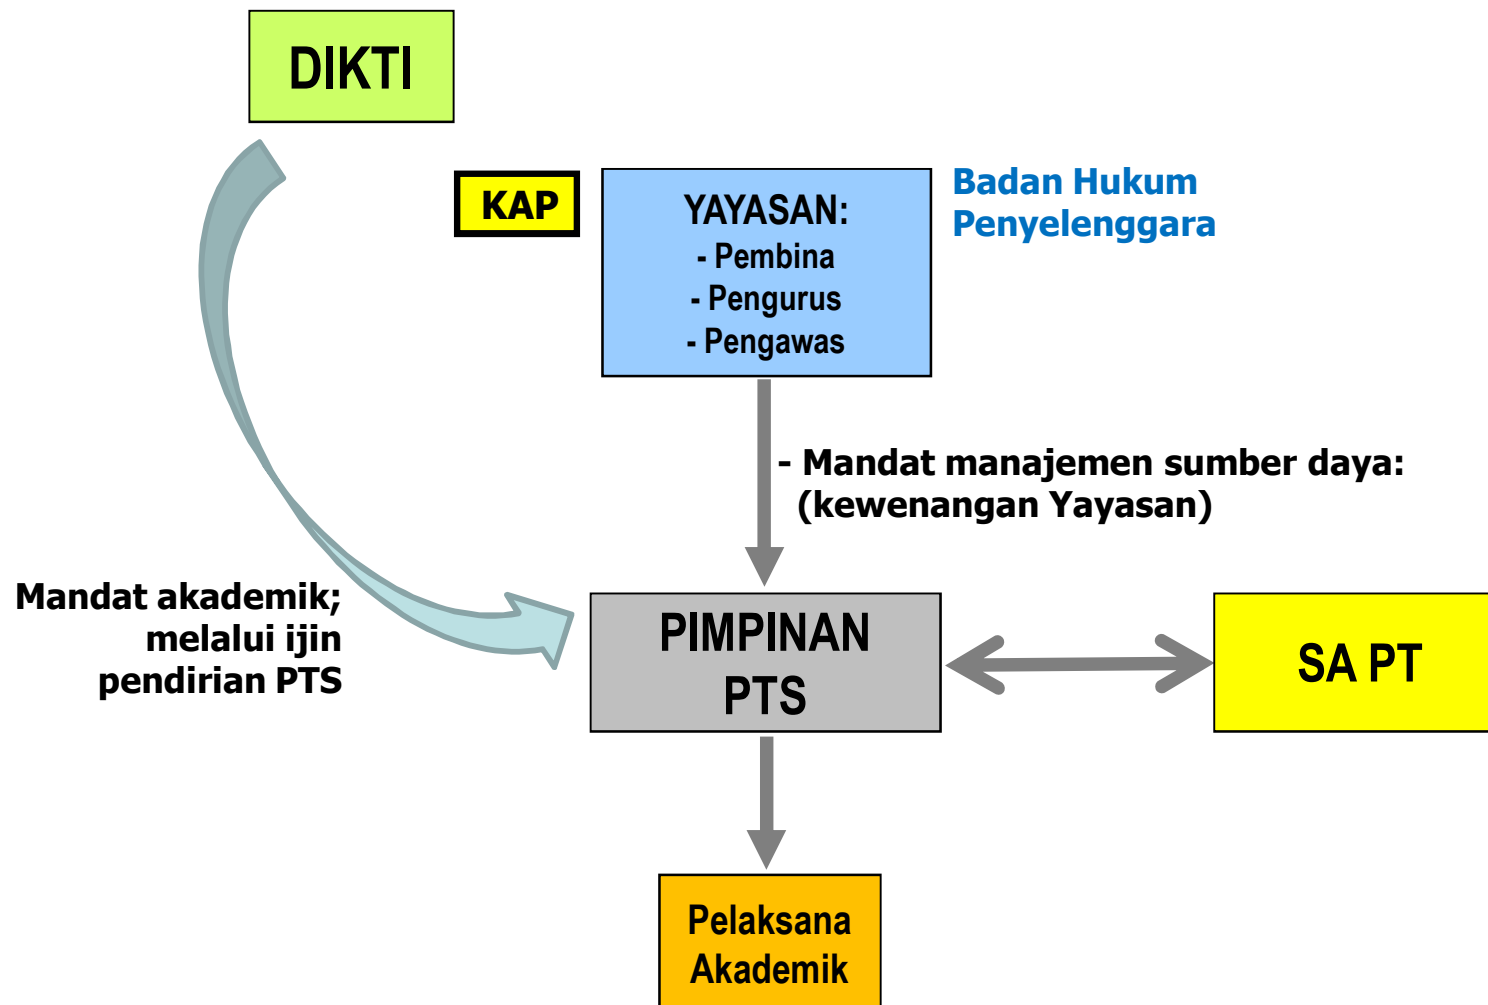 DIKTI
KAP
YAYASAN:
- Pembina
- Pengurus
- Pengawas
Badan Hukum
Penyelenggara
- Mandat manajemen sumber daya:
(kewenangan Yayasan)
Mandat akademik;
melalui ijin
pendirian PTS
PIMPINAN
PTS
SA PT
Pelaksana
Akademik